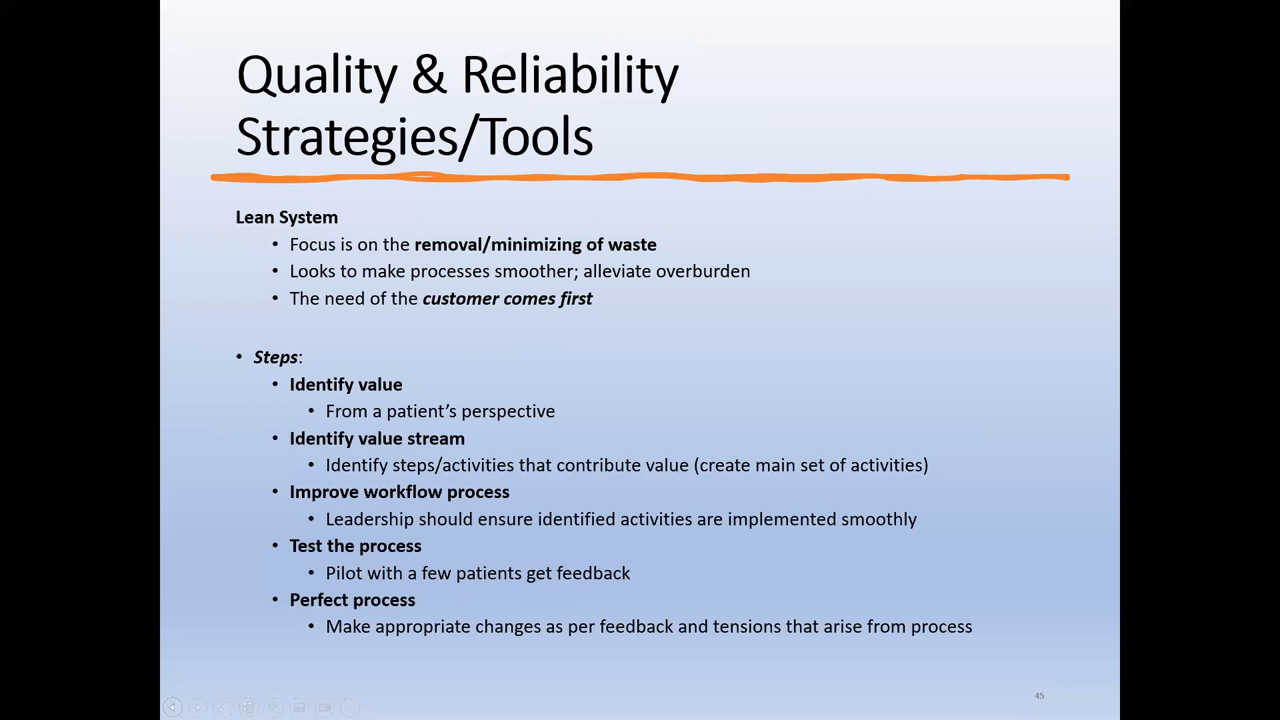 Quality & Reliability
Strategies/Tools
Lean System
• Focus is on the removal/minimizing of waste
• Looks to make processes smoother; alleviate overburden
• The need of the customer comes first
• Steps:
• Identify value
• From a patient's perspective
• Identify value stream
• Identify steps/activities that contribute value (create main set of activities)
• Improve workflow process
• Leadership should ensure identified activities are implemented smoothly
• Test the process
• Pilot with a few patients get feedback
• Perfect process
• Make appropriate changes as per feedback and tensions that arise from process
45